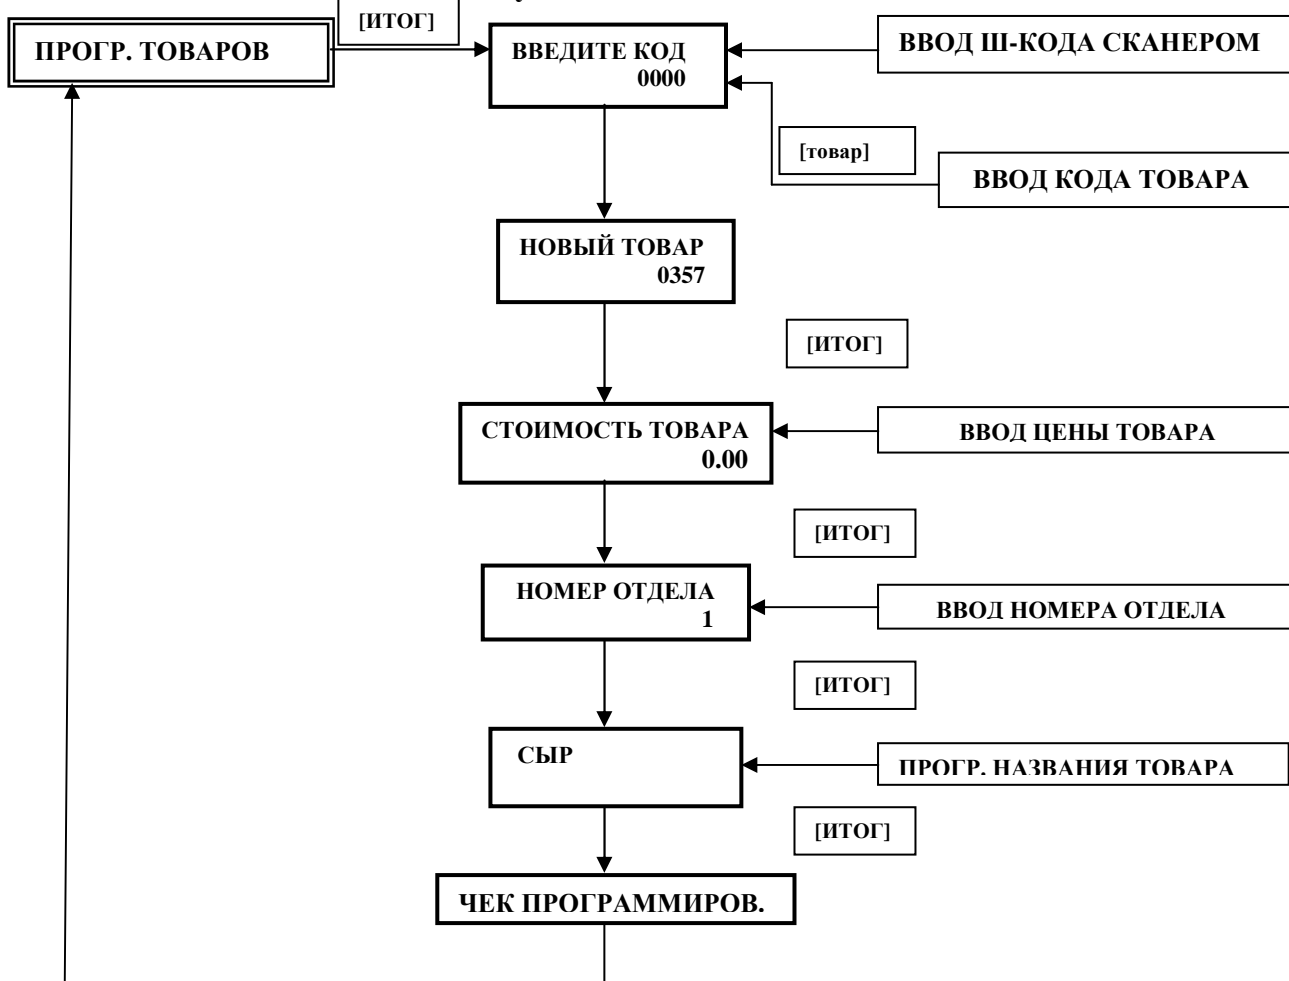 [ИТОГ]
ПРОГР. ТОВАРОВ
ВВЕДИТЕ КОД
0000
ВВОД Ш-КОДА СКАНЕРОМ
[товар]
ВВОД КОДА ТОВАРА
НОВЫЙ ТОВАР
0357
[ИТОГ]
СТОИМОСТЬ ТОВАРА
0.00
ВВОД ЦЕНЫ ТОВАРА
[ИТОГ]
НОМЕР ОТДЕЛА
1
ВВОД НОМЕРА ОТДЕЛА
[ИТОГ]
СЫР
ПРОГР. НАЗВАНИЯ ТОВАРА
[ИТОГ]
ЧЕК ПРОГРАММИРОВ.